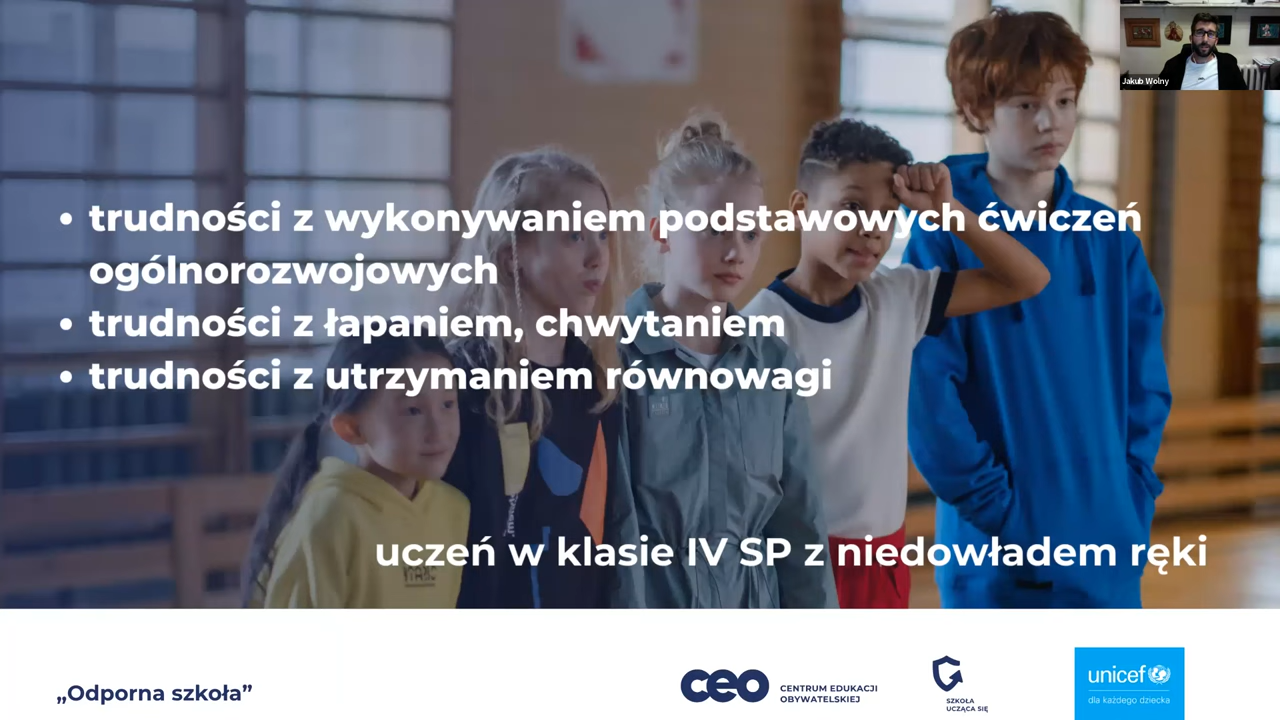 Jakub Wolny
• trudności z wykonywaniem podstawowych ćwiczeń
ogólnorozwojowych
• trudności z łapaniem, chwytaniem
• trudności z utrzymaniem równowagi
uczeń w klasie IV SP z niedowładem ręki
„Odporna szkoła”
ceo
CENTRUM EDUKACJI
OBYWATELSKIEJ
SZKOŁA
UCZĄCA SIĘ
unicef
dla każdego dziecka